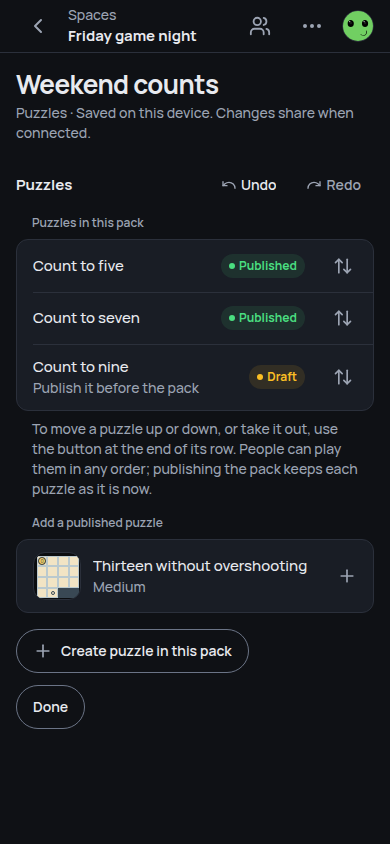 Spaces
Friday game night
Weekend counts
Puzzles · Saved on this device. Changes share when
connected.
Puzzles
Undo
Redo
Puzzles in this pack
Count to five
Published
Count to seven
Published
Count to nine
Publish it before the pack
Draft
To move a puzzle up or down, or take it out, use
the button at the end of its row. People can play
them in any order; publishing the pack keeps each
puzzle as it is now.
Add a published puzzle
Thirteen without overshooting
Medium
Create puzzle in this pack
Done